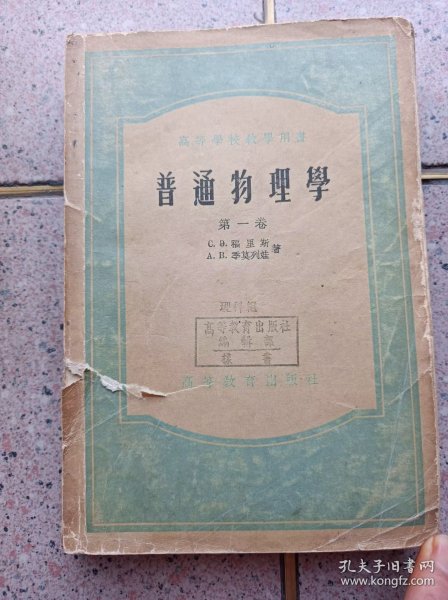 高等學校教學用書
普通物理學
第一卷
С. Э. 福里斯
А. В. 季莫列娃
著
理科組
高等教育出版社
編輯課
樣書
高等教育出版社
孔夫子旧书网
www.kongfz.com